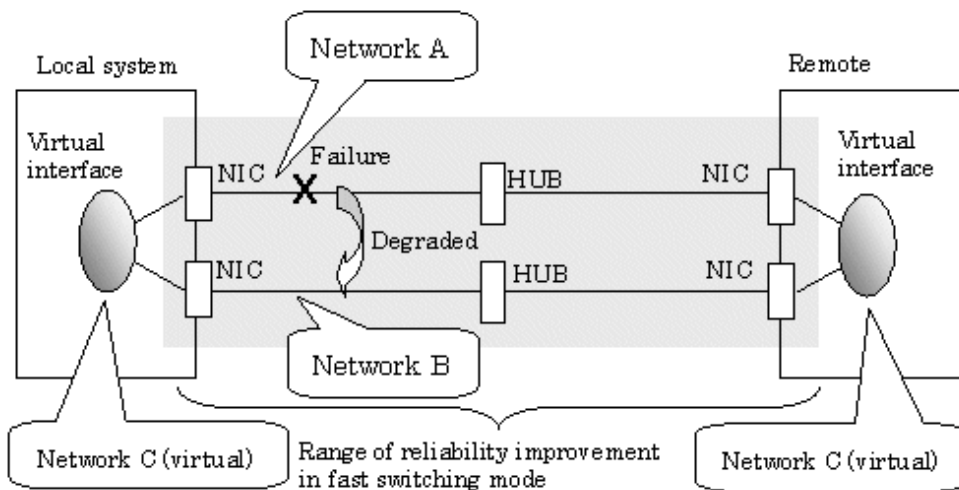 Network A
Local system
Remote
Virtual
interface
NIC
Failure
HUB
NIC
Virtual
interface
Degraded
NIC
HUB
NIC
Network B
Network C (virtual)
Range of reliability improvement
in fast switching mode
Network C (virtual)